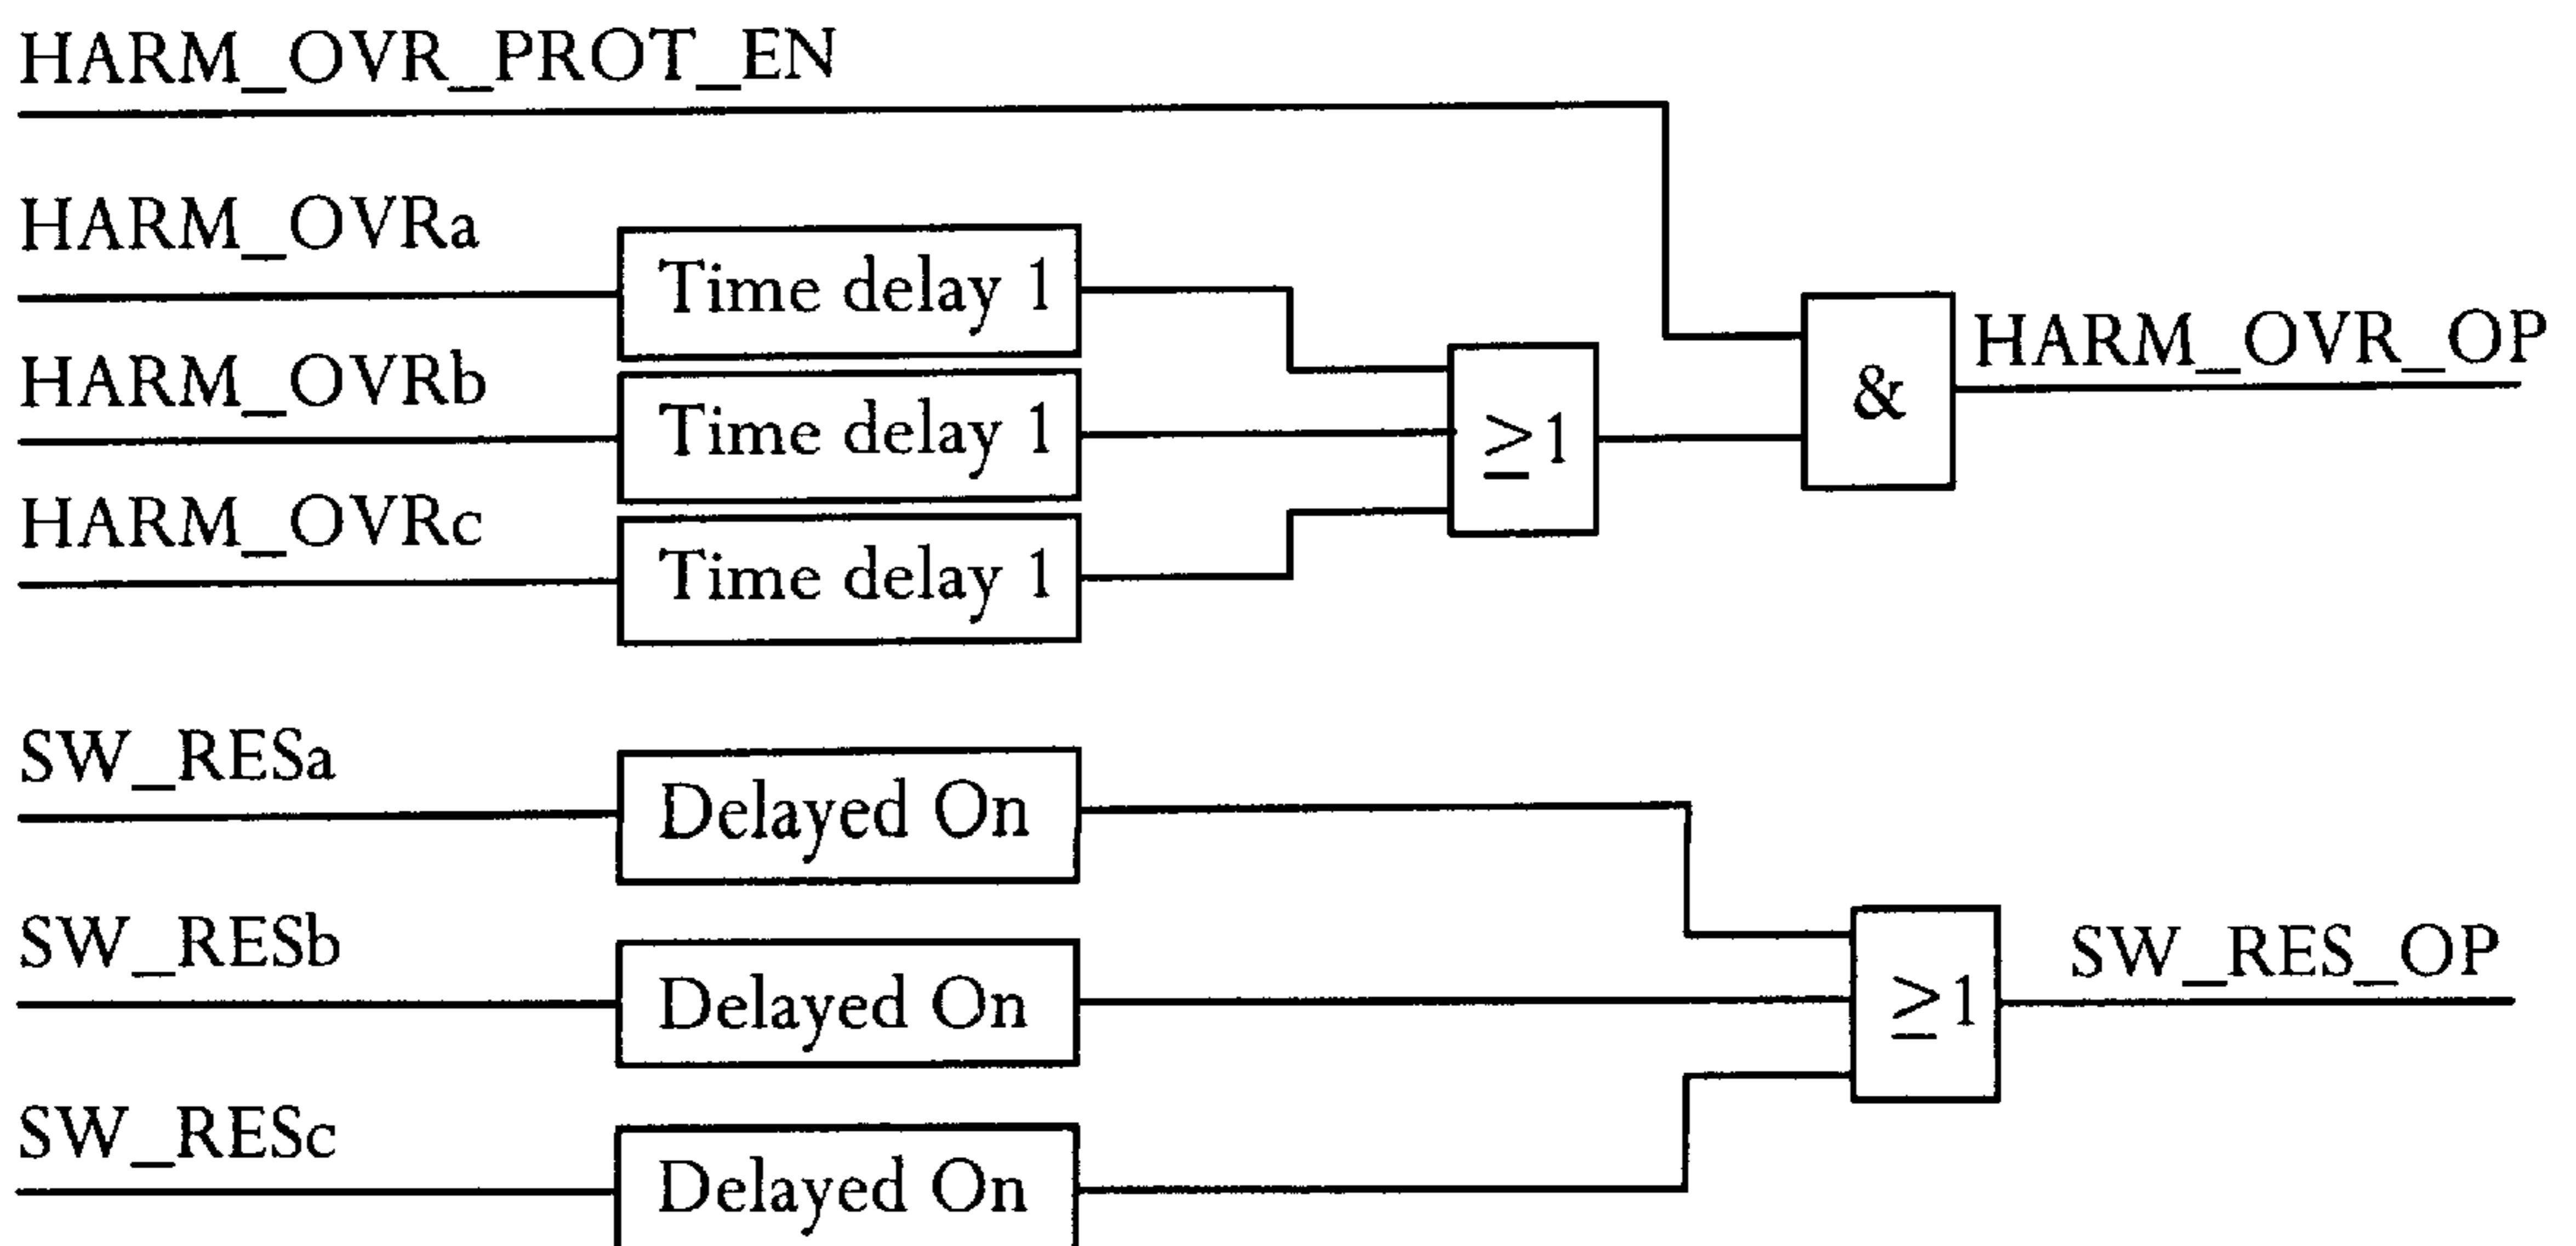 HARM_OVR_PROT_EN
HARM_OVRa
Time delay 1
HARM_OVRb
Time delay 1
HARM_OVRc
Time delay 1
≥1
&
HARM_OVR_OP
SW_RESa
Delayed On
SW_RESb
Delayed On
SW_RESc
Delayed On
≥1
SW_RES_OP